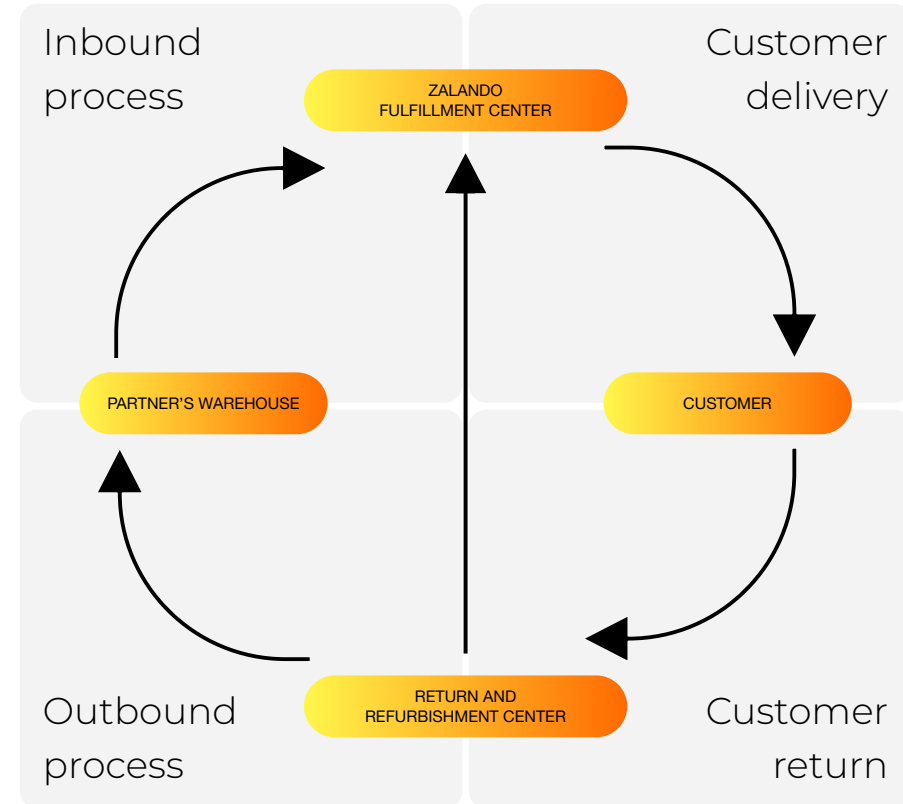 Inbound
process
Customer
delivery
ZALANDO
FULFILLMENT CENTER
PARTNER’S WAREHOUSE
CUSTOMER
RETURN AND
REFURBISHMENT CENTER
Outbound
process
Customer
return